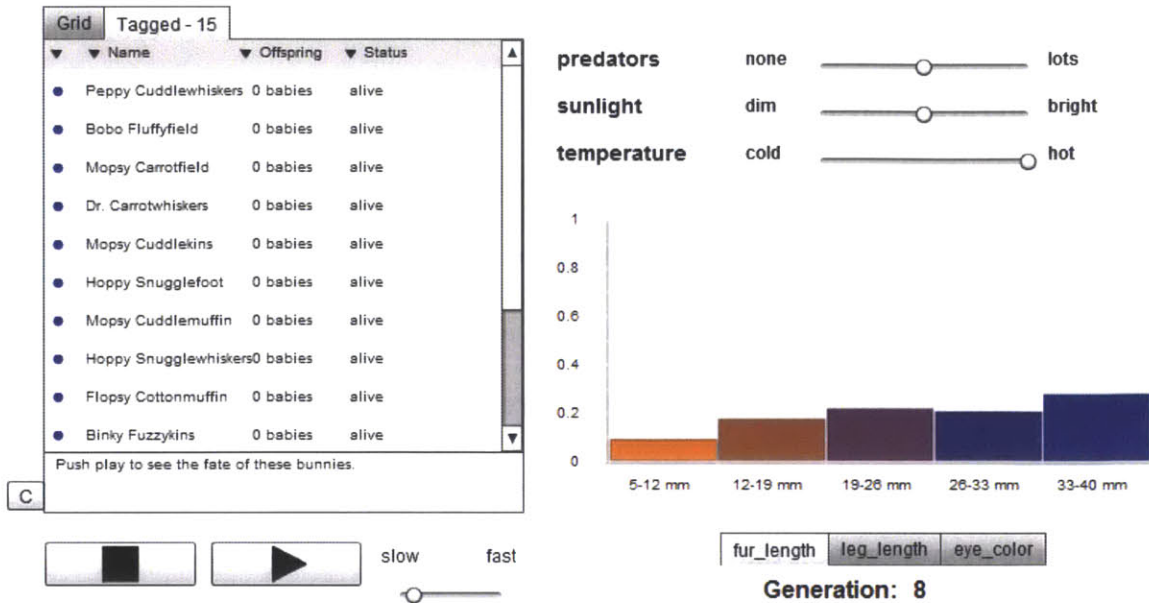 Grid Tagged - 15
Name Offspring Status
Peppy Cuddlewhiskers 0 babies alive
Bobo Fluffyfield 0 babies alive
Mopsy Carrotfield 0 babies alive
Dr. Carrotwhiskers 0 babies alive
Mopsy Cuddlekins 0 babies alive
Hoppy Snugglefoot 0 babies alive
Mopsy Cuddlemuffin 0 babies alive
Hoppy Snugglewhiskers 0 babies alive
Flopsy Cottonmuffin 0 babies alive
Binky Fuzzykins 0 babies alive
Push play to see the fate of these bunnies.
C
slow fast
predators none lots
sunlight dim bright
temperature cold hot
1
0.8
0.6
0.4
0.2
0
5-12 mm 12-19 mm 19-26 mm 26-33 mm 33-40 mm
fur_length leg_length eye_color
Generation: 8